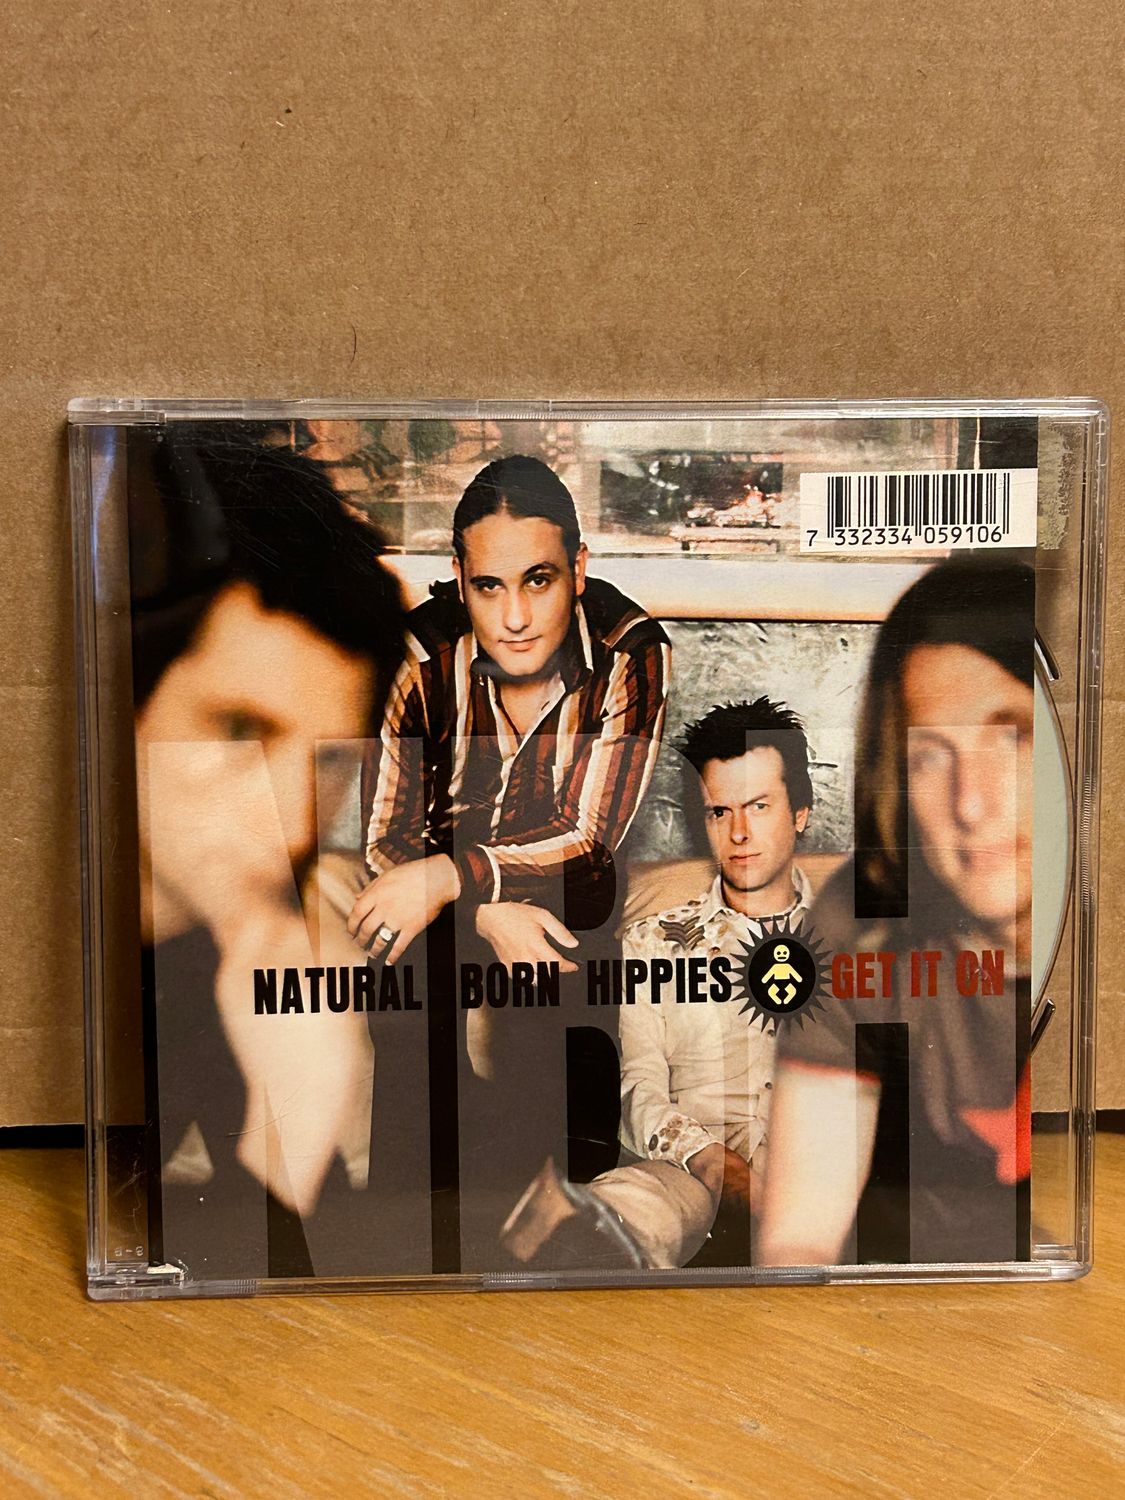 7 332334 059106
NBH
NATURAL BORN HIPPIES GET IT ON